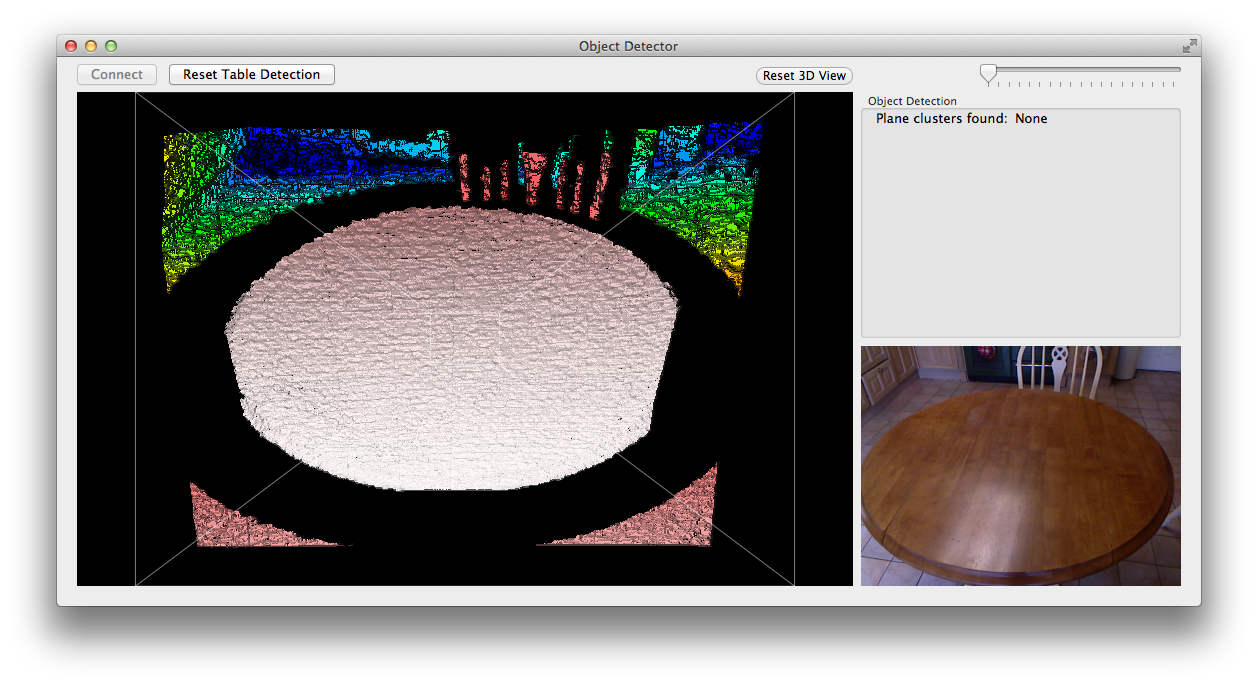 Object Detector
Connect
Reset Table Detection
Reset 3D View
Object Detection
Plane clusters found: None